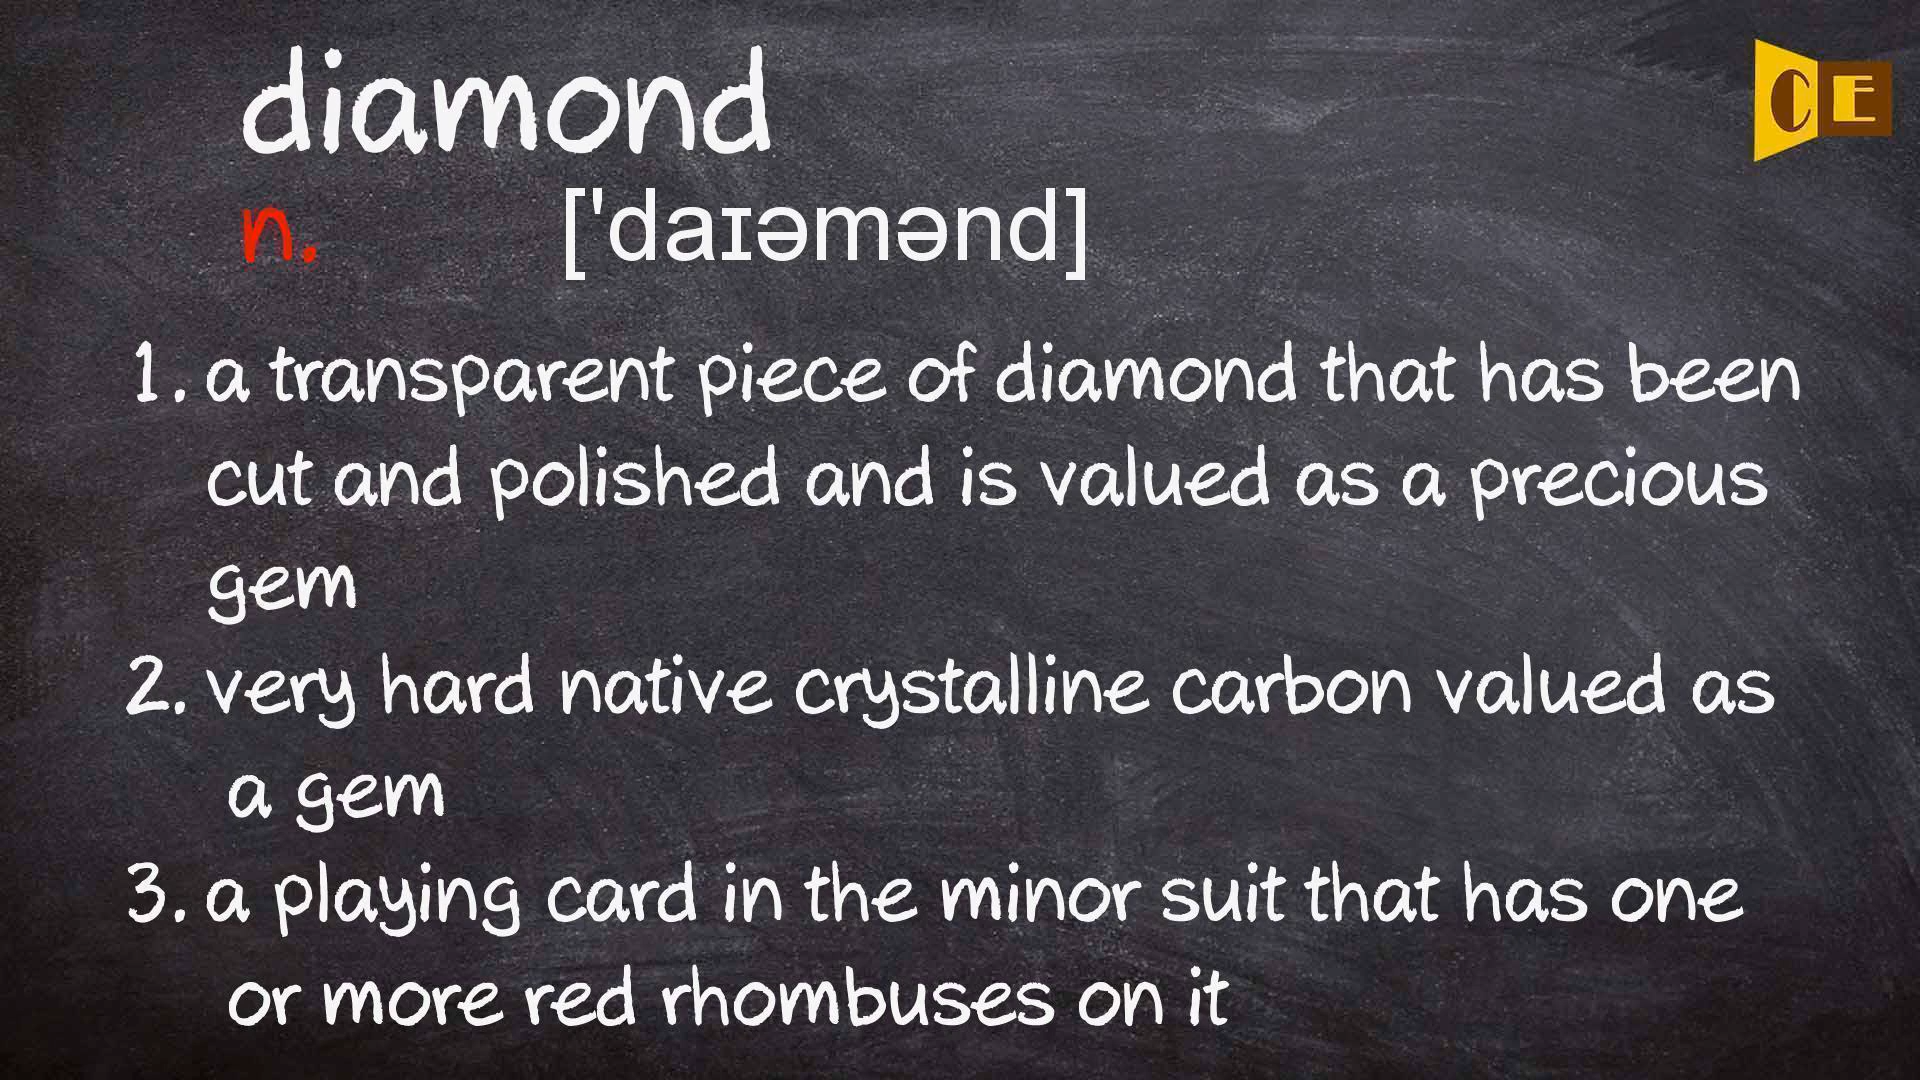 diamond
CE
n. ['daɪəmənd]
1. a transparent piece of diamond that has been
cut and polished and is valued as a precious
gem
2. very hard native crystalline carbon valued as
a gem
3. a playing card in the minor suit that has one
or more red rhombuses on it